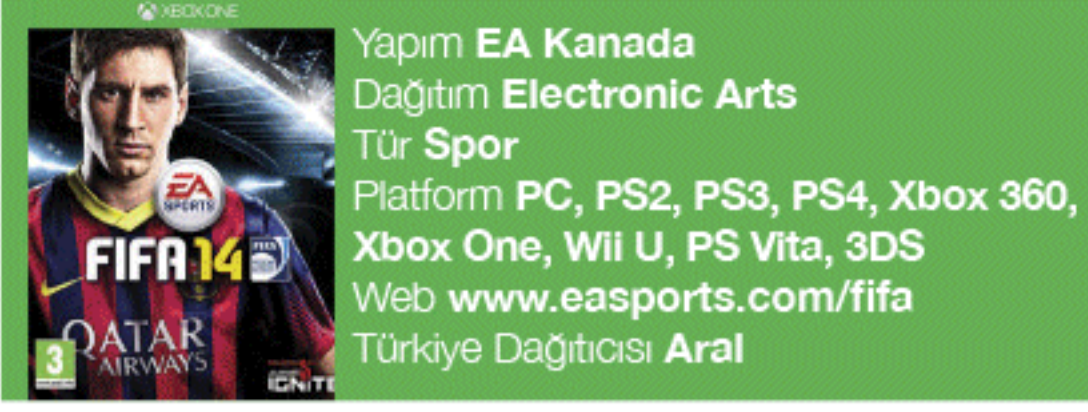 XBOX ONE
EA
SPORTS
FIFA 14
QATAR
AIRWAYS
3
IGNITE
Yapım EA Kanada
Dağıtım Electronic Arts
Tür Spor
Platform PC, PS2, PS3, PS4, Xbox 360,
Xbox One, Wii U, PS Vita, 3DS
Web www.easports.com/fifa
Türkiye Dağıtıcısı Aral